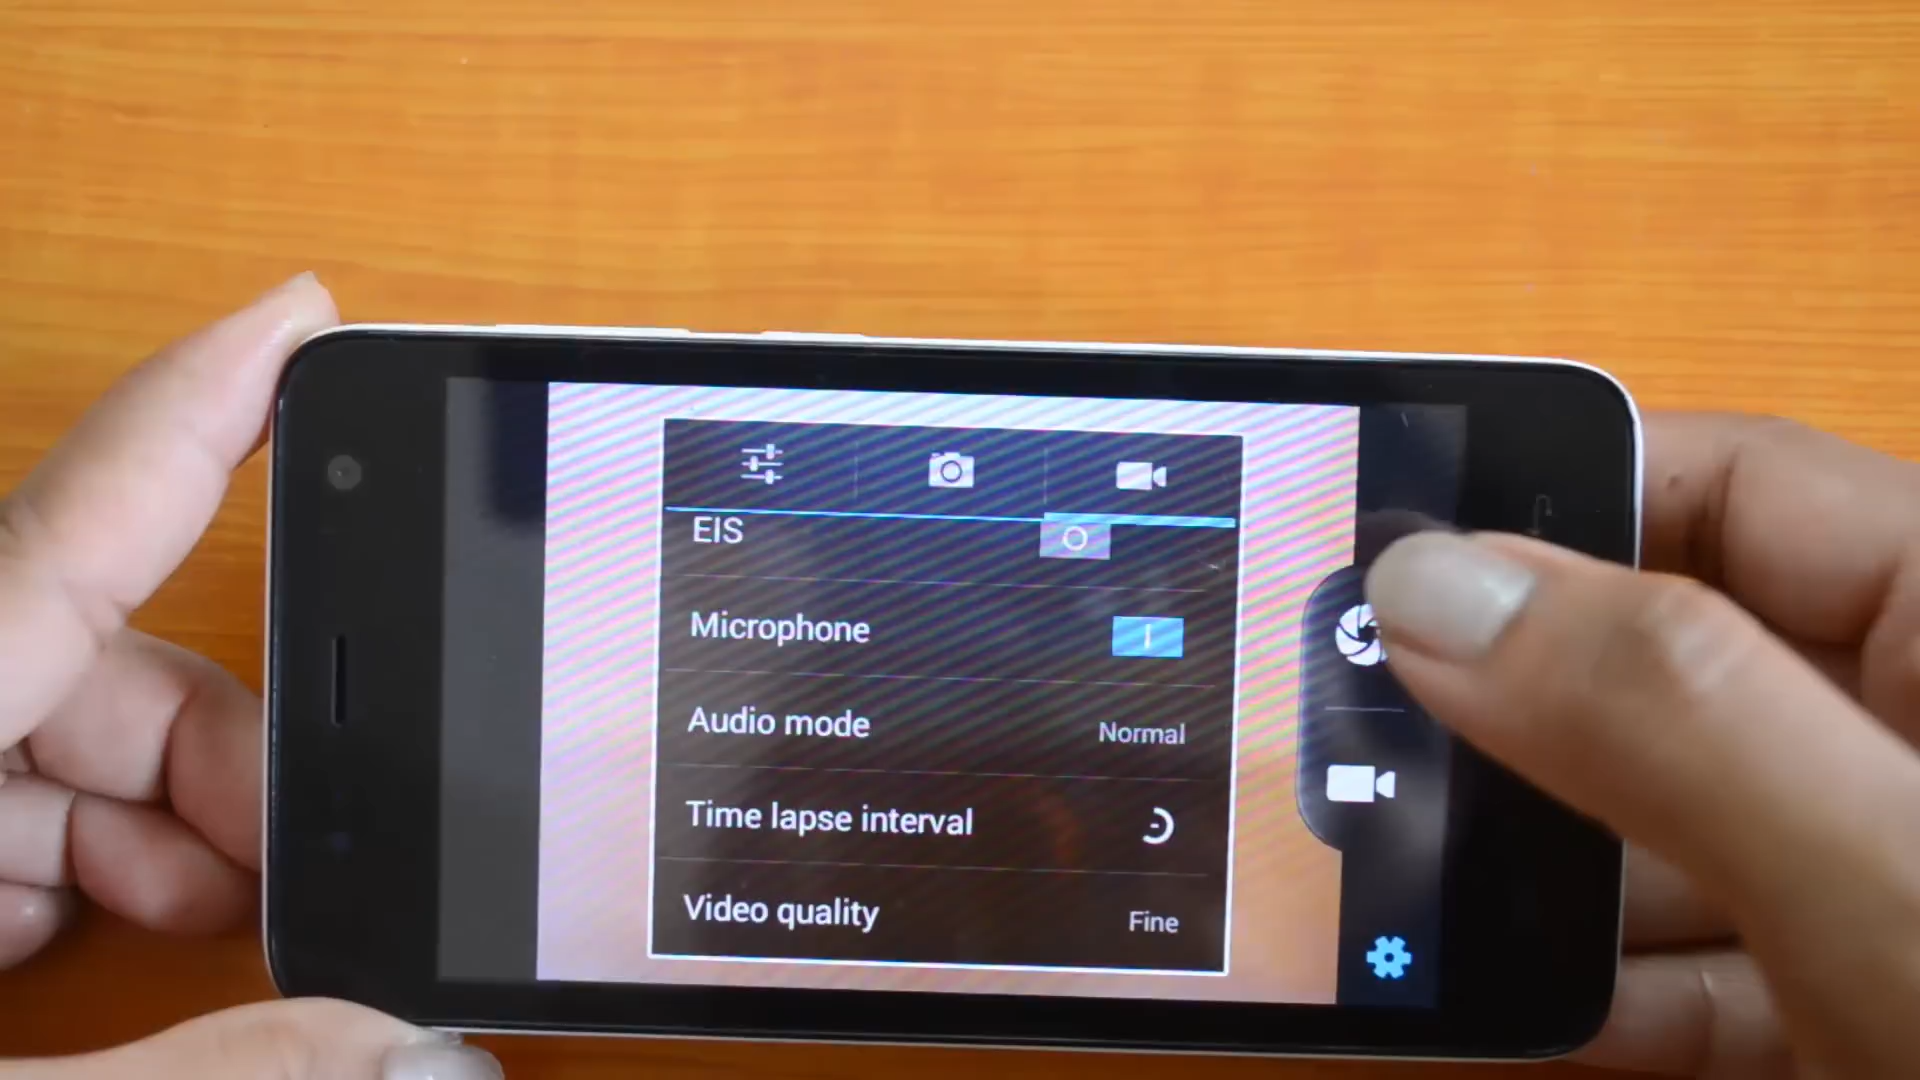 EIS
Microphone
Audio mode Normal
Time lapse interval
Video quality Fine